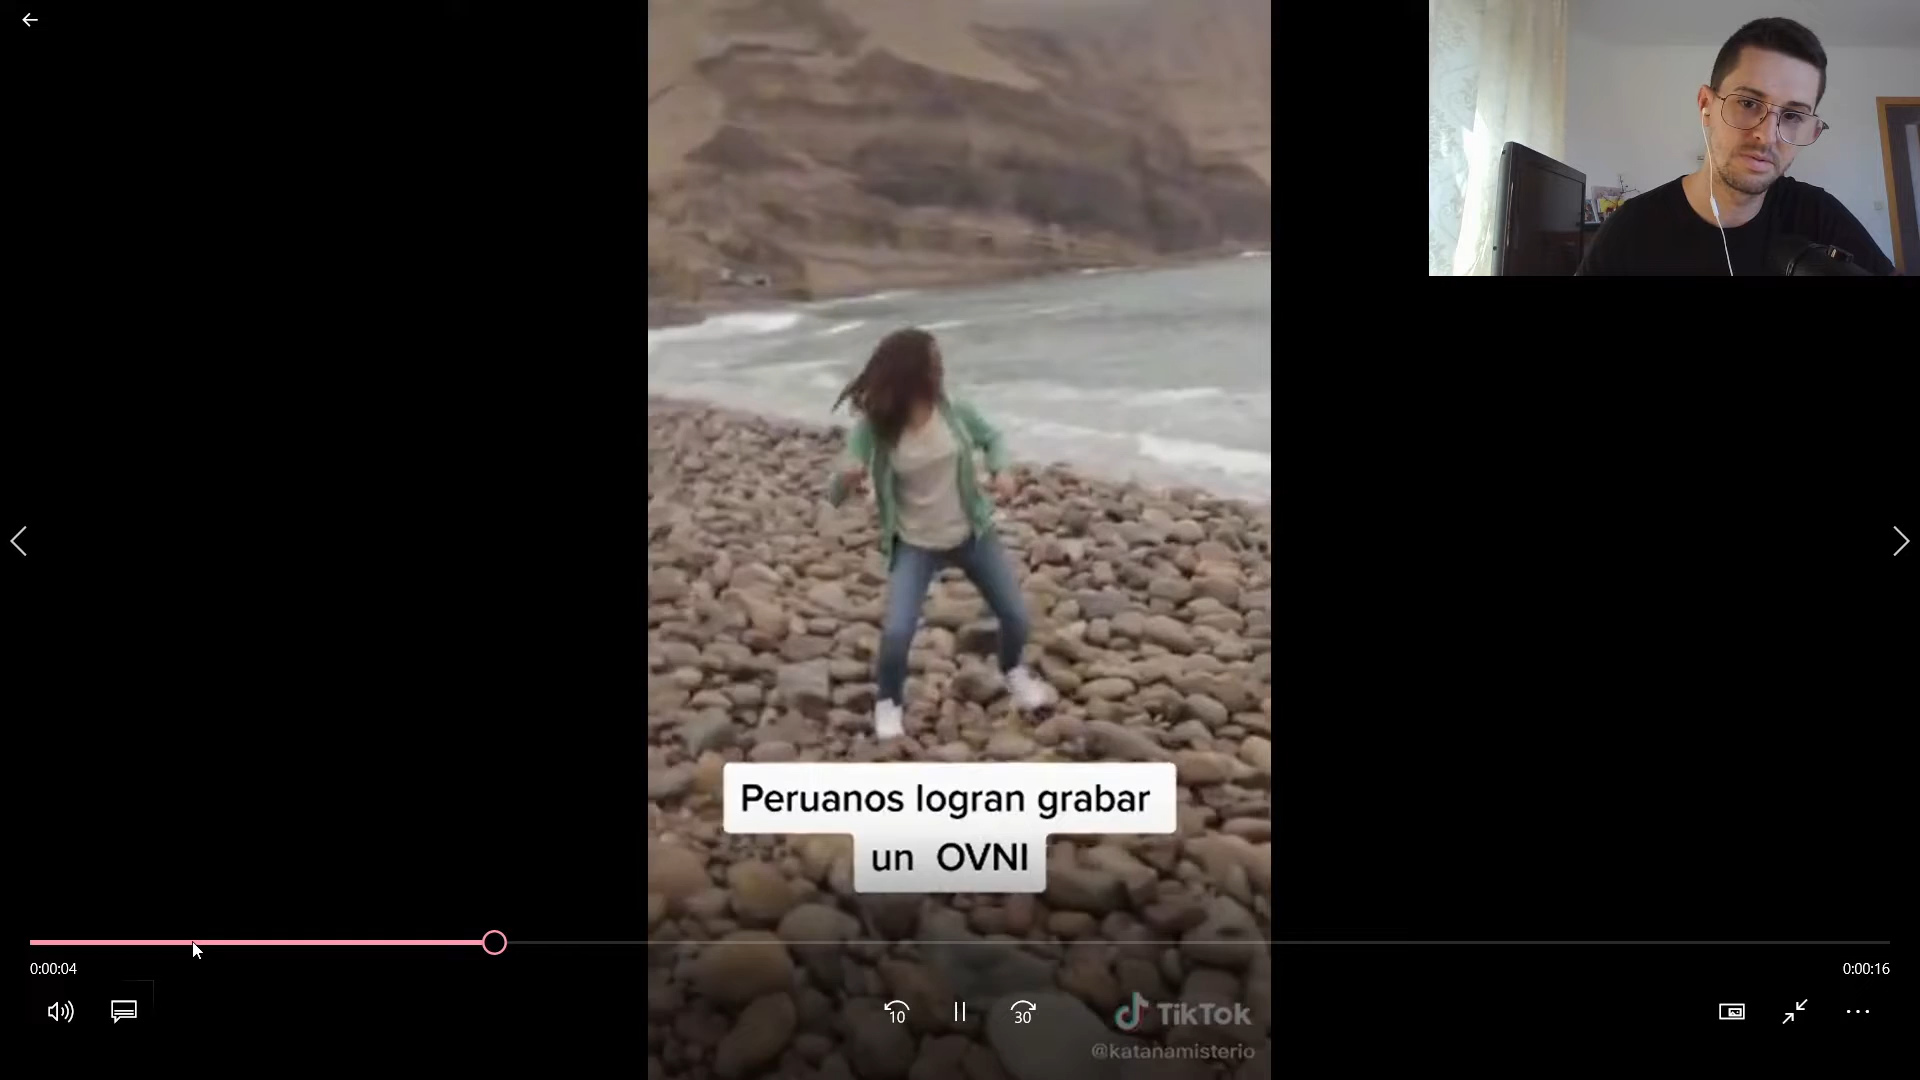 Peruanos logran grabar
un OVNI
0:00:04
0:00:16
10
30
TikTok
@katanamisterio